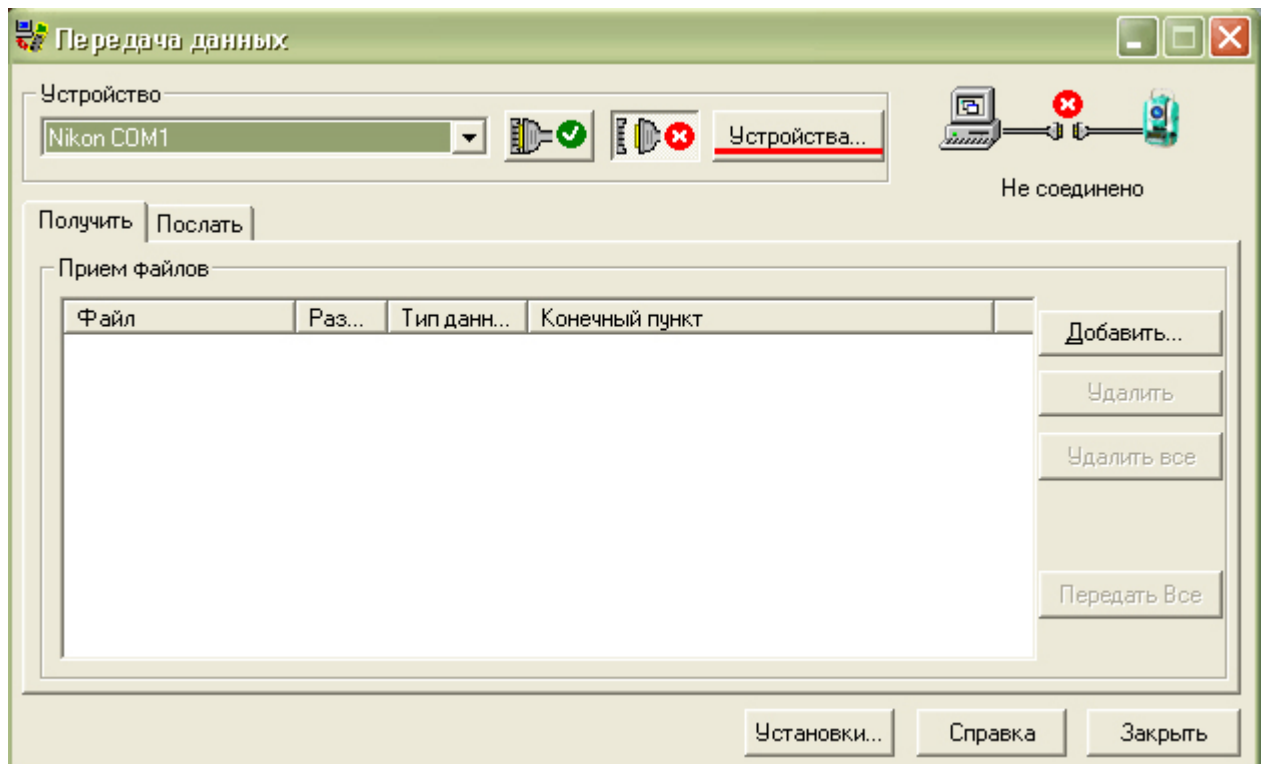 Передача данных
Устройство
Nikon COM1
Устройства...
Не соединено
Получить
Послать
Прием файлов
Файл
Раз...
Тип данн...
Конечный пункт
Добавить...
Удалить
Удалить все
Передать Все
Установки...
Справка
Закрыть